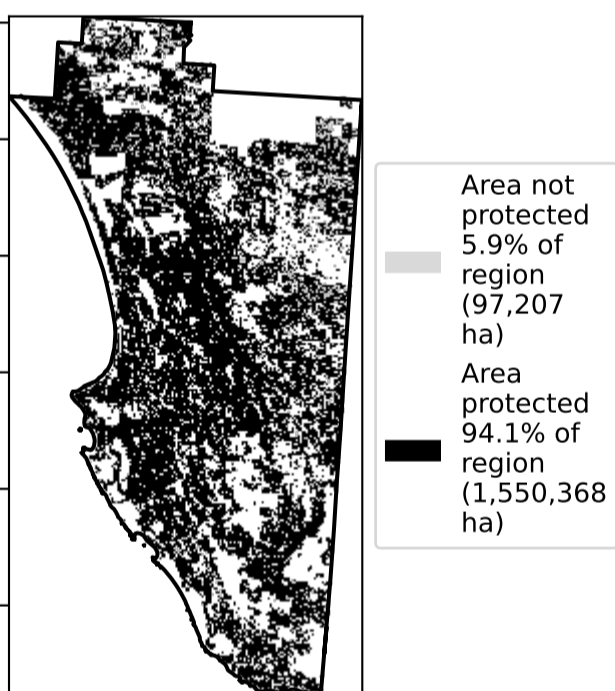 Area not
protected
5.9% of
region
(97,207
ha)
Area
protected
94.1% of
region
(1,550,368
ha)